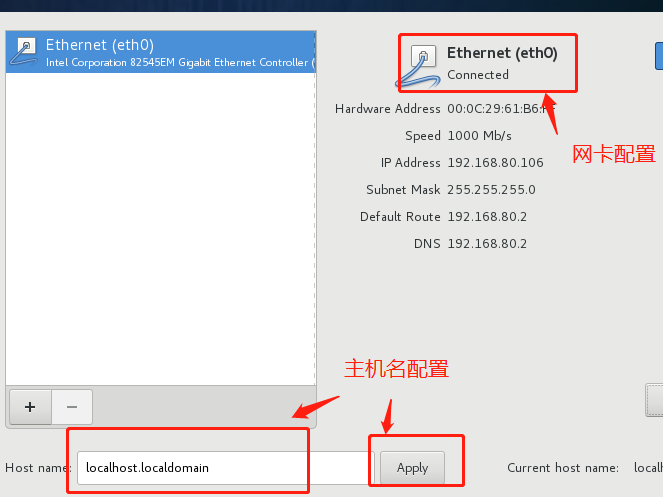 Ethernet (eth0)
Intel Corporation 82545EM Gigabit Ethernet Controller (
Ethernet (eth0)
Connected
Hardware Address 00:0C:29:61:B6:
Speed 1000 Mb/s
IP Address 192.168.80.106
Subnet Mask 255.255.255.0
Default Route 192.168.80.2
DNS 192.168.80.2
网卡配置
主机名配置
+ −
Host name: localhost.localdomain Apply Current host name: local